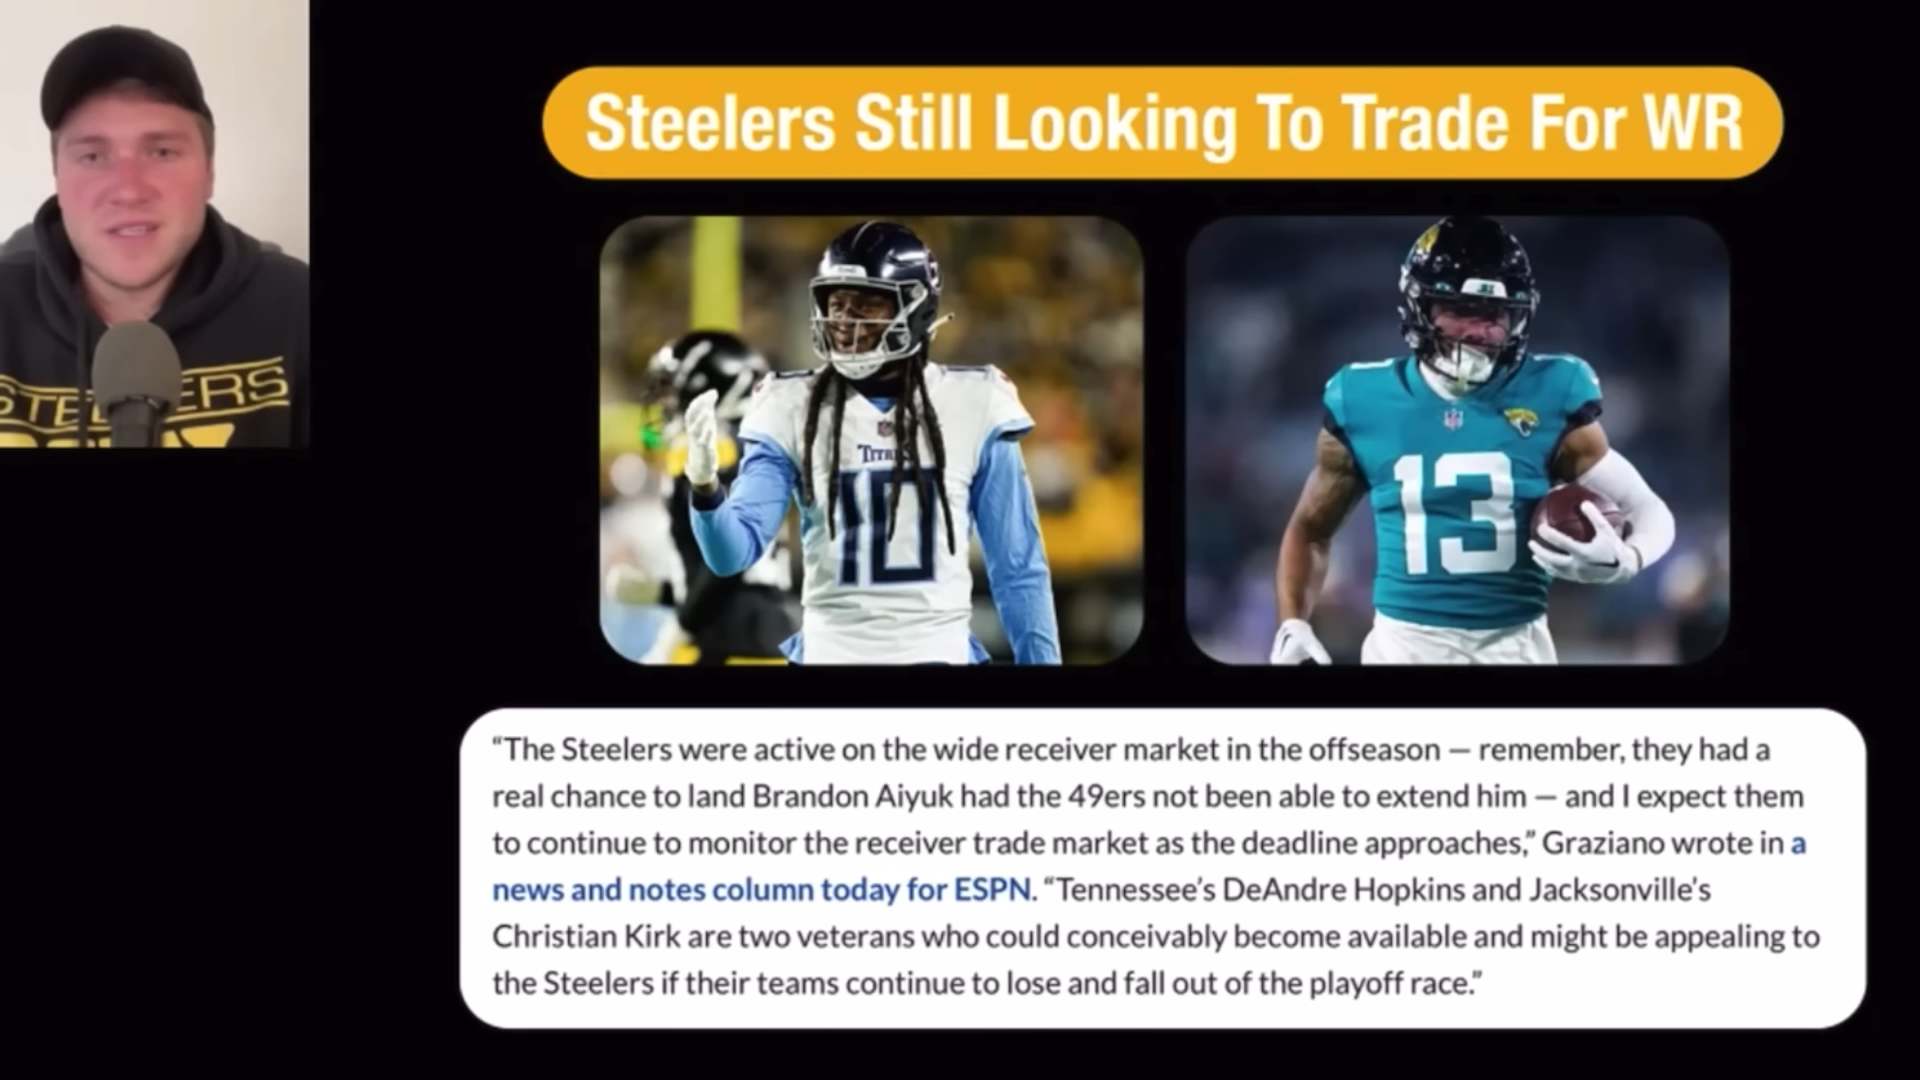 Steelers Still Looking To Trade For WR
TITANS
10
13
“The Steelers were active on the wide receiver market in the offseason — remember, they had a
real chance to land Brandon Aiyuk had the 49ers not been able to extend him — and I expect them
to continue to monitor the receiver trade market as the deadline approaches,” Graziano wrote in a
news and notes column today for ESPN. “Tennessee’s DeAndre Hopkins and Jacksonville’s
Christian Kirk are two veterans who could conceivably become available and might be appealing to
the Steelers if their teams continue to lose and fall out of the playoff race.”
STEELERS